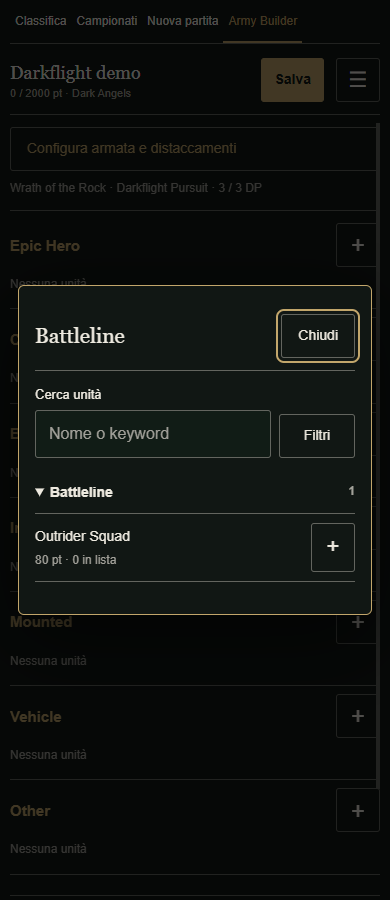 Classifica Campionati Nuova partita Army Builder
Darkflight demo
0 / 2000 pt · Dark Angels
Salva
Configura armata e distaccamenti
Wrath of the Rock · Darkflight Pursuit · 3 / 3 DP
Epic Hero
+
Nessuna unità
Battleline
Chiudi
Cerca unità
Nome o keyword
Filtri
▼ Battleline 1
Outrider Squad
80 pt · 0 in lista
+
Mounted
+
Nessuna unità
Vehicle
+
Nessuna unità
Other
+
Nessuna unità